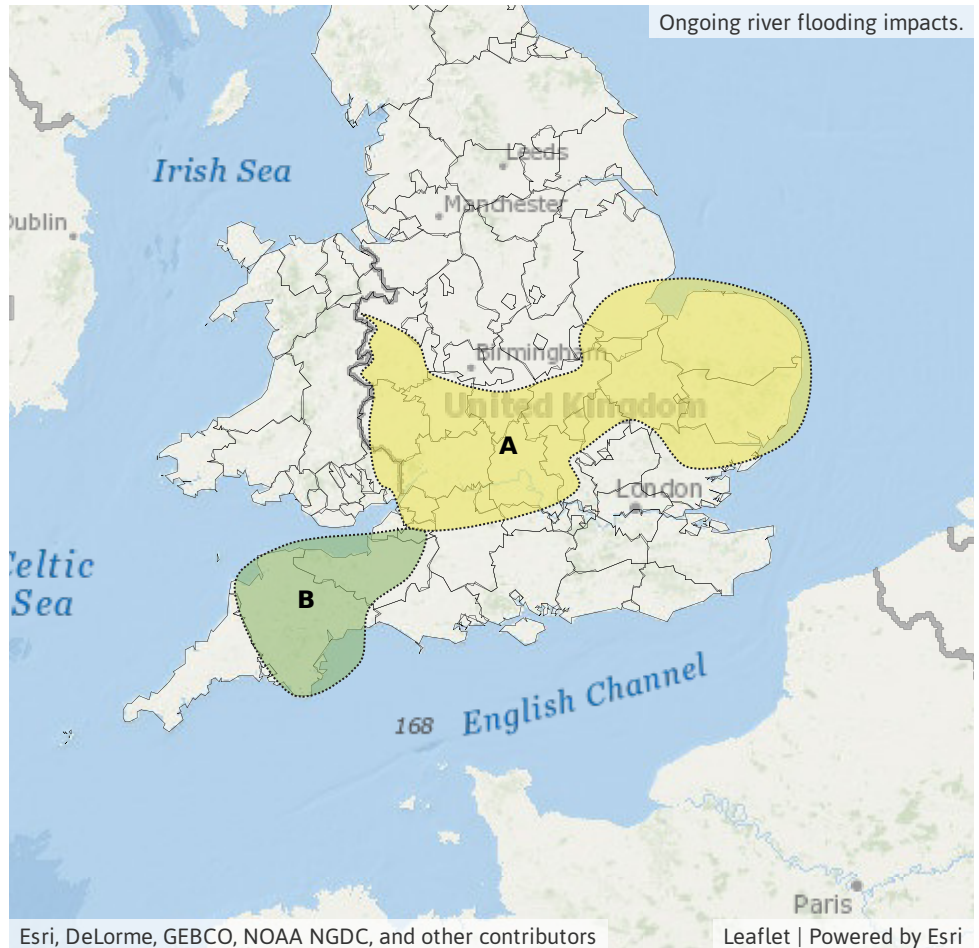 Ongoing river flooding impacts.
Leeds
Irish Sea
Manchester
Dublin
Birmingham
United Kingdom
A
London
Celtic
Sea
B
English Channel
168
Paris
Esri, DeLorme, GEBCO, NOAA NGDC, and other contributors
Leaflet | Powered by Esri